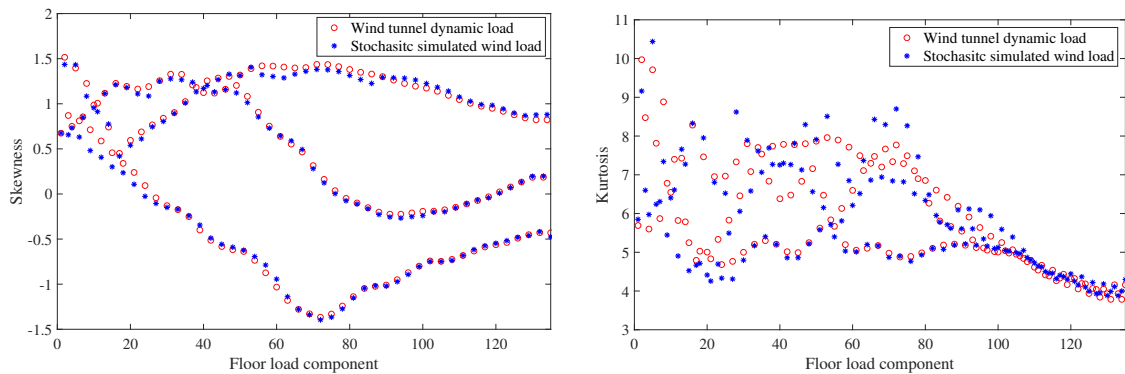 2
1.5
1
0.5
0
-0.5
-1
-1.5
Skewness
0 20 40 60 80 100 120
Floor load component
Wind tunnel dynamic load
Stochasitc simulated wind load
11
10
9
8
7
6
5
4
3
Kurtosis
0 20 40 60 80 100 120
Floor load component
Wind tunnel dynamic load
Stochasitc simulated wind load